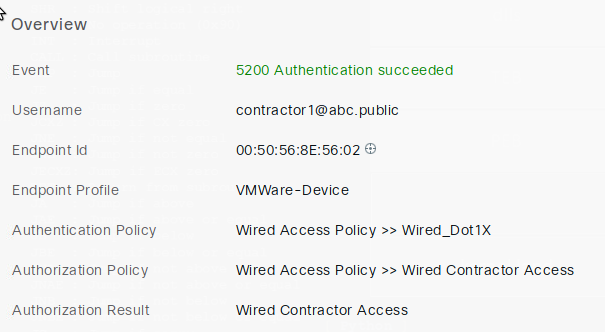 Overview
Event 5200 Authentication succeeded
Username contractor1@abc.public
Endpoint Id 00:50:56:8E:56:02
Endpoint Profile VMWare-Device
Authentication Policy Wired Access Policy >> Wired_Dot1X
Authorization Policy Wired Access Policy >> Wired Contractor Access
Authorization Result Wired Contractor Access